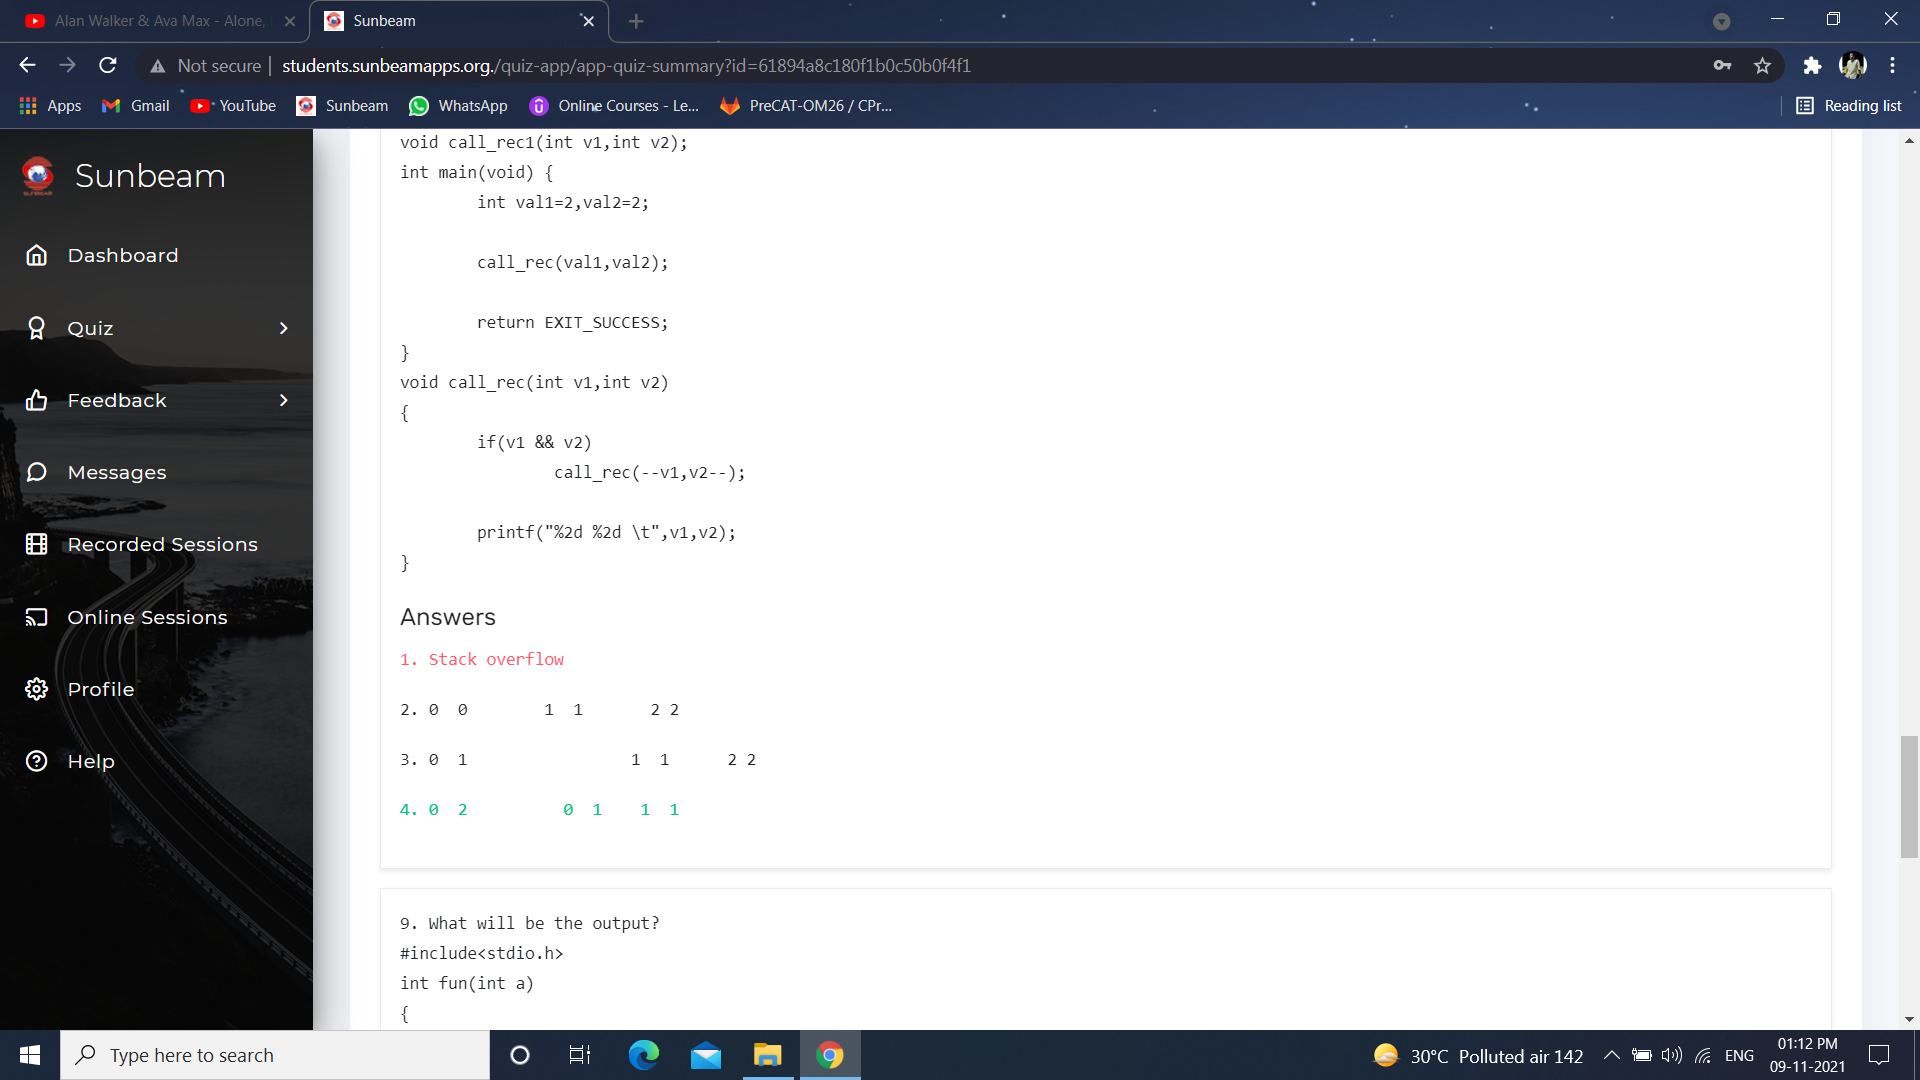 Alan Walker & Ava Max - Alone,
Sunbeam
Not secure | students.sunbeamapps.org./quiz-app/app-quiz-summary?id=61894a8c180f1b0c50b0f4f1
Apps Gmail YouTube Sunbeam WhatsApp Online Courses - Le... PreCAT-OM26 / CPr... Reading list
Sunbeam
Dashboard
Quiz
Feedback
Messages
Recorded Sessions
Online Sessions
Profile
Help
void call_rec1(int v1,int v2);
int main(void) {
int val1=2,val2=2;
call_rec(val1,val2);
return EXIT_SUCCESS;
}
void call_rec(int v1,int v2)
{
if(v1 && v2)
call_rec(--v1,v2--);
printf("%2d %2d \t",v1,v2);
}
Answers
1. Stack overflow
2. 0 0 1 1 2 2
3. 0 1 1 1 2 2
4. 0 2 0 1 1 1
9. What will be the output?
#include<stdio.h>
int fun(int a)
{
Type here to search
30°C Polluted air 142
ENG
01:12 PM
09-11-2021